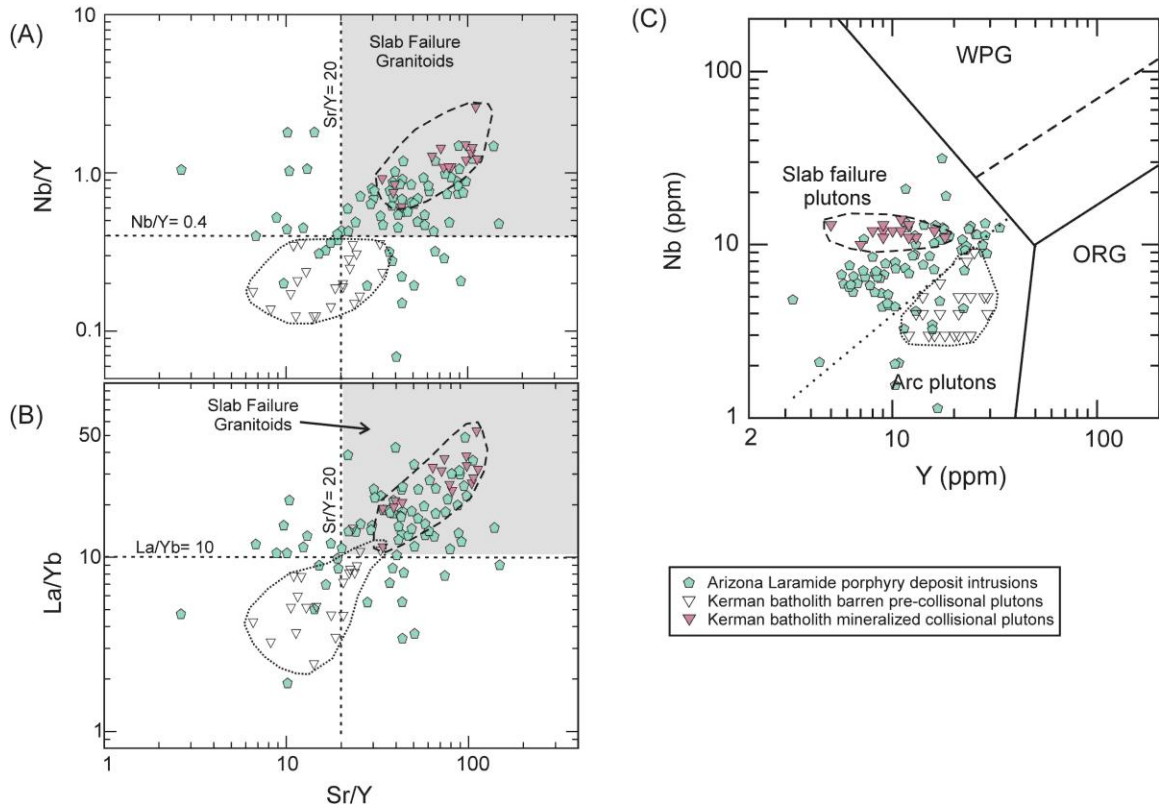 (A)
10
1.0
0.1
Nb/Y
Slab Failure
Granitoids
Sr/Y= 20
Nb/Y= 0.4
(B)
50
10
1
La/Yb
Slab Failure
Granitoids
Sr/Y= 20
La/Yb= 10
1
10
100
Sr/Y
(C)
100
10
1
Nb (ppm)
WPG
ORG
Slab failure
plutons
Arc plutons
2
10
100
Y (ppm)
Arizona Laramide porphyry deposit intrusions
Kerman batholith barren pre-collisonal plutons
Kerman batholith mineralized collisional plutons